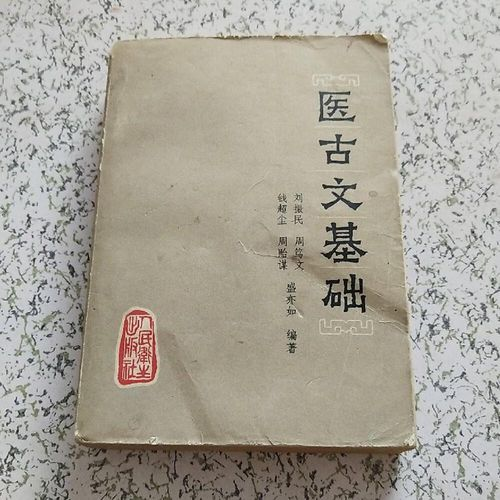 医古文基础
刘振民 周笃文
钱超尘 周贻谋
盛亦如 编著
人民卫生
出版社